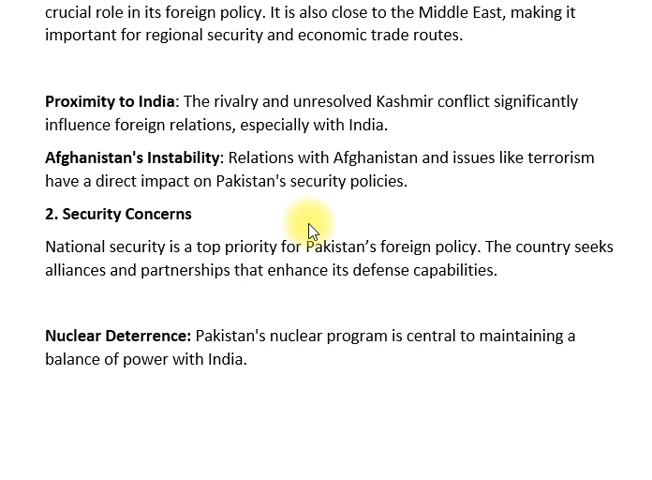 crucial role in its foreign policy. It is also close to the Middle East, making it
important for regional security and economic trade routes.
Proximity to India: The rivalry and unresolved Kashmir conflict significantly
influence foreign relations, especially with India.
Afghanistan's Instability: Relations with Afghanistan and issues like terrorism
have a direct impact on Pakistan's security policies.
2. Security Concerns
National security is a top priority for Pakistan’s foreign policy. The country seeks
alliances and partnerships that enhance its defense capabilities.
Nuclear Deterrence: Pakistan's nuclear program is central to maintaining a
balance of power with India.